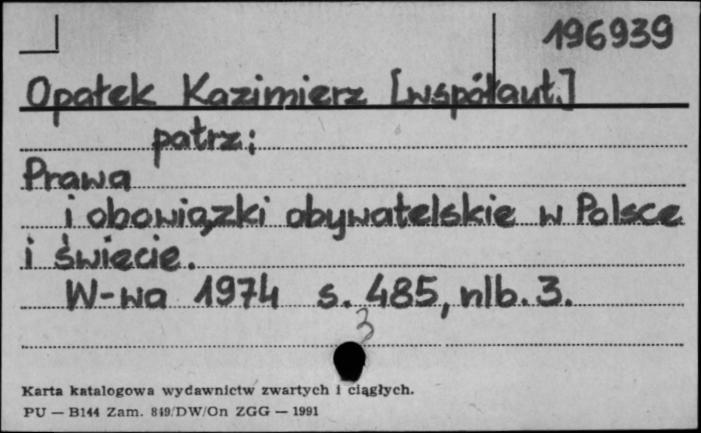 196939
Opałek Kazimierz [współaut.]
patrz:
Prawa
i obowiązki obywatelskie w Polsce
i świecie.
W-wa 1974 s. 485, nlb. 3.
3
Karta katalogowa wydawnictw zwartych i ciągłych.
PU — B144 Zam. 819/DW/On ZGG — 1991